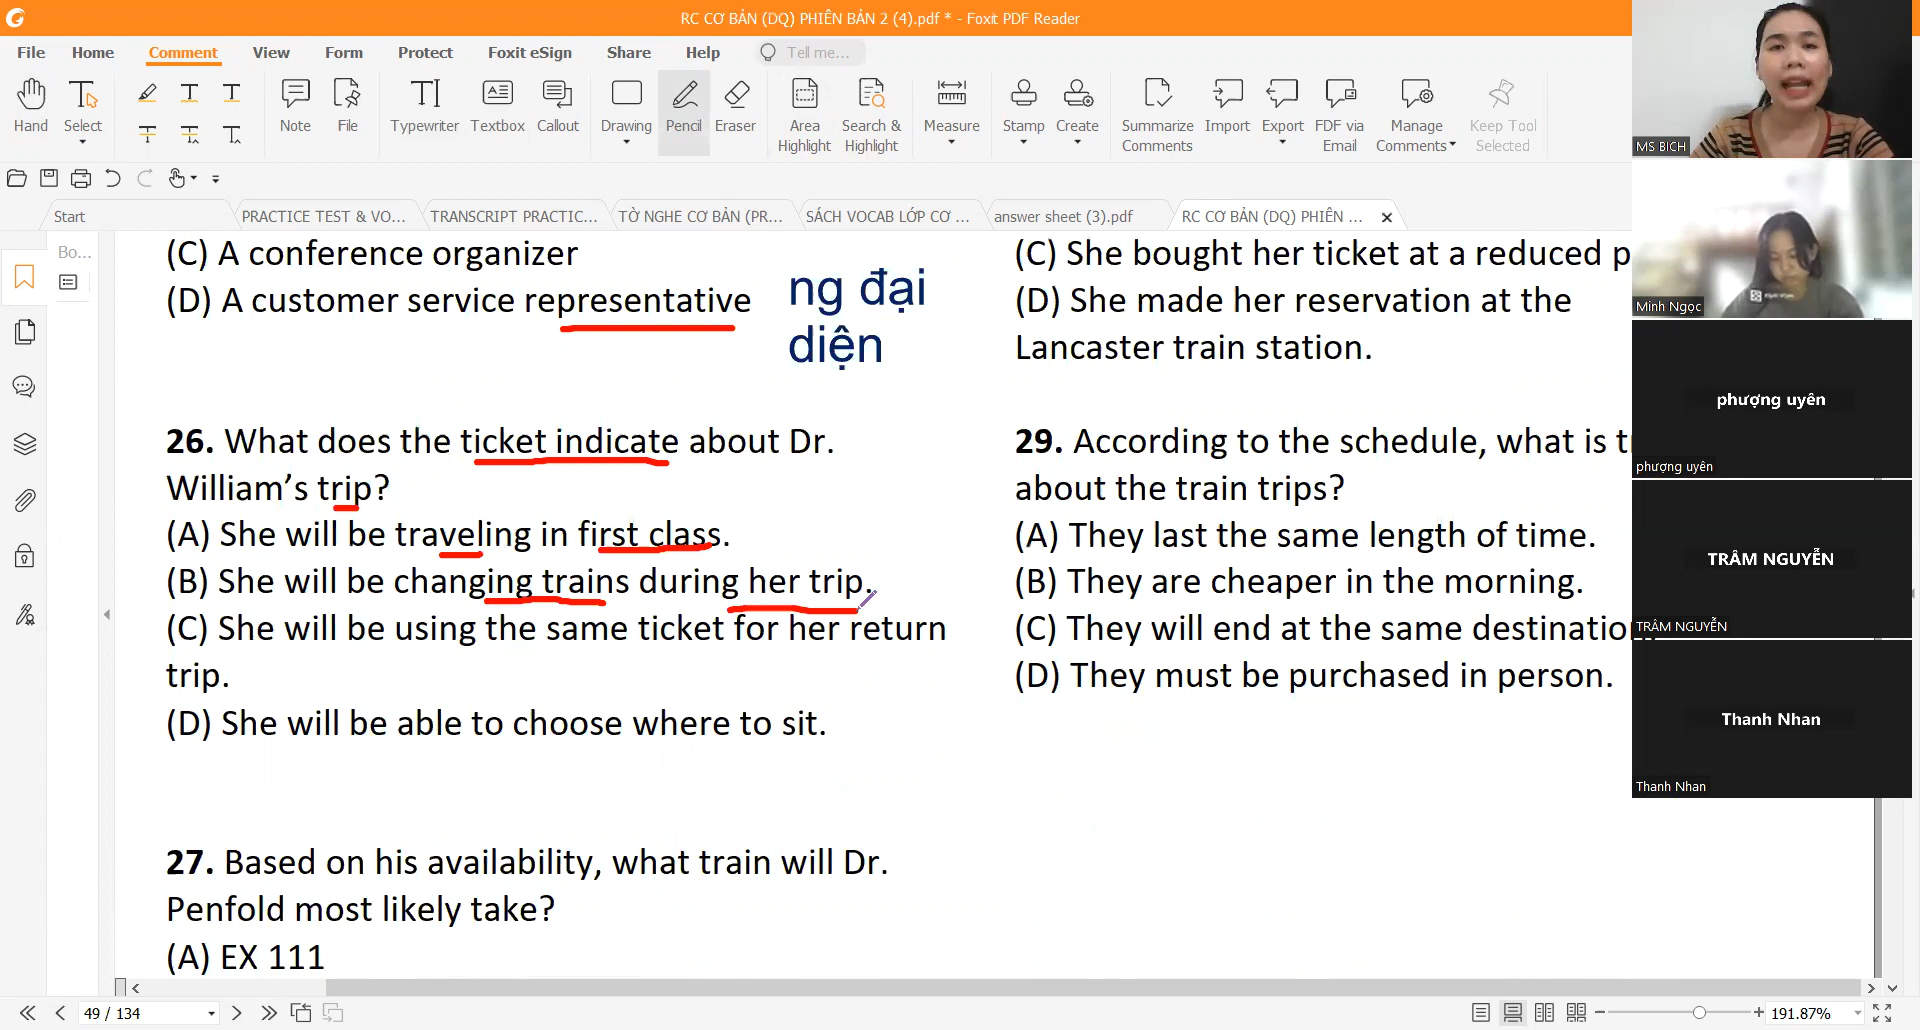 RC CƠ BẢN (DQ) PHIÊN BẢN 2 (4).pdf * - Foxit PDF Reader
File Home Comment View Form Protect Foxit eSign Share Help Tell me...
Hand Select Note File Typewriter Textbox Callout Drawing Pencil Eraser Area Highlight Search & Highlight Measure Stamp Create Summarize Comments Import Export FDF via Email Manage Comments Keep Tool Selected
Start PRACTICE TEST & VO... TRANSCRIPT PRACTIC... TỜ NGHE CƠ BẢN (PR... SÁCH VOCAB LỚP CƠ ... answer sheet (3).pdf RC CƠ BẢN (DQ) PHIÊN ...
Bo...
(C) A conference organizer
(D) A customer service representative
ng đại
diện
26. What does the ticket indicate about Dr.
William's trip?
(A) She will be traveling in first class.
(B) She will be changing trains during her trip.
(C) She will be using the same ticket for her return
trip.
(D) She will be able to choose where to sit.
27. Based on his availability, what train will Dr.
Penfold most likely take?
(A) EX 111
(C) She bought her ticket at a reduced p
(D) She made her reservation at the
Lancaster train station.
29. According to the schedule, what is t
about the train trips?
(A) They last the same length of time.
(B) They are cheaper in the morning.
(C) They will end at the same destination
(D) They must be purchased in person.
MS BICH
Minh Ngọc
phượng uyên
phượng uyên
TRÂM NGUYỄN
TRÂM NGUYỄN
Thanh Nhan
Thanh Nhan
49 / 134
191.87%